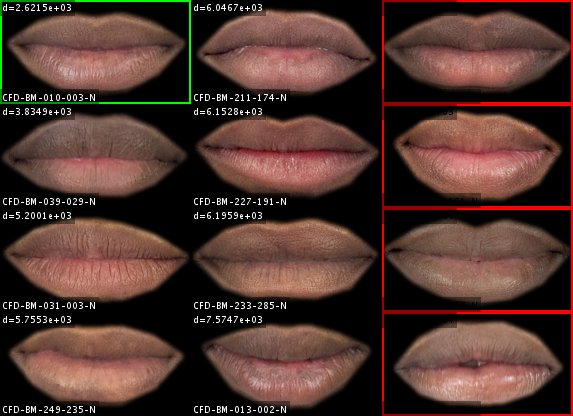 d=2.6215e+03
d=6.0467e+03
CFD-BM-010-003-N
CFD-BM-211-174-N
d=3.8349e+03
d=6.1528e+03
CFD-BM-039-029-N
CFD-BM-227-191-N
d=5.2001e+03
d=6.1959e+03
CFD-BM-031-003-N
CFD-BM-233-285-N
d=5.7553e+03
d=7.5747e+03
CFD-BM-249-235-N
CFD-BM-013-002-N